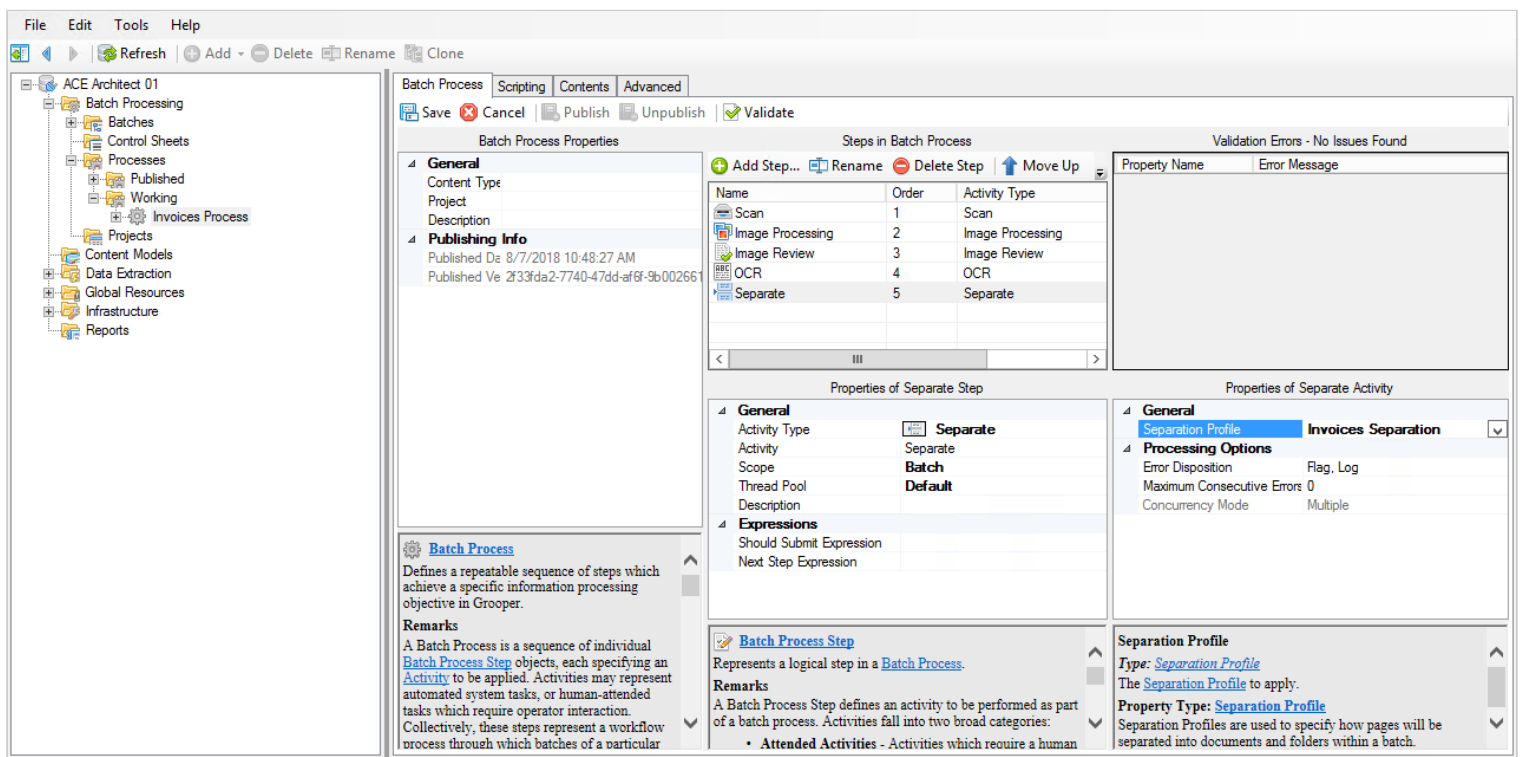 File Edit Tools Help
Refresh Add Delete Rename Clone
ACE Architect 01
Batch Processing
Batches
Control Sheets
Processes
Published
Working
Invoices Process
Projects
Content Models
Data Extraction
Global Resources
Infrastructure
Reports
Batch Process Scripting Contents Advanced
Save Cancel Publish Unpublish Validate
Batch Process Properties
General
Content Type
Project
Description
Publishing Info
Published Da 8/7/2018 10:48:27 AM
Published Ve 2f33fda2-7740-47dd-af6f-9b002661
Batch Process
Defines a repeatable sequence of steps which
achieve a specific information processing
objective in Grooper.
Remarks
A Batch Process is a sequence of individual
Batch Process Step objects, each specifying an
Activity to be applied. Activities may represent
automated system tasks, or human-attended
tasks which require operator interaction.
Collectively, these steps represent a workflow
process through which batches of a particular
Steps in Batch Process
Add Step... Rename Delete Step Move Up
Name Order Activity Type
Scan 1 Scan
Image Processing 2 Image Processing
Image Review 3 Image Review
ABC
OCR 4 OCR
Separate 5 Separate
Properties of Separate Step
General
Activity Type Separate
Activity Separate
Scope Batch
Thread Pool Default
Description
Expressions
Should Submit Expression
Next Step Expression
Batch Process Step
Represents a logical step in a Batch Process.
Remarks
A Batch Process Step defines an activity to be performed as part
of a batch process. Activities fall into two broad categories:
• Attended Activities - Activities which require a human
Validation Errors - No Issues Found
Property Name Error Message
Properties of Separate Activity
General
Separation Profile Invoices Separation
Processing Options
Error Disposition Flag, Log
Maximum Consecutive Errors 0
Concurrency Mode Multiple
Separation Profile
Type: Separation Profile
The Separation Profile to apply.
Property Type: Separation Profile
Separation Profiles are used to specify how pages will be
separated into documents and folders within a batch.